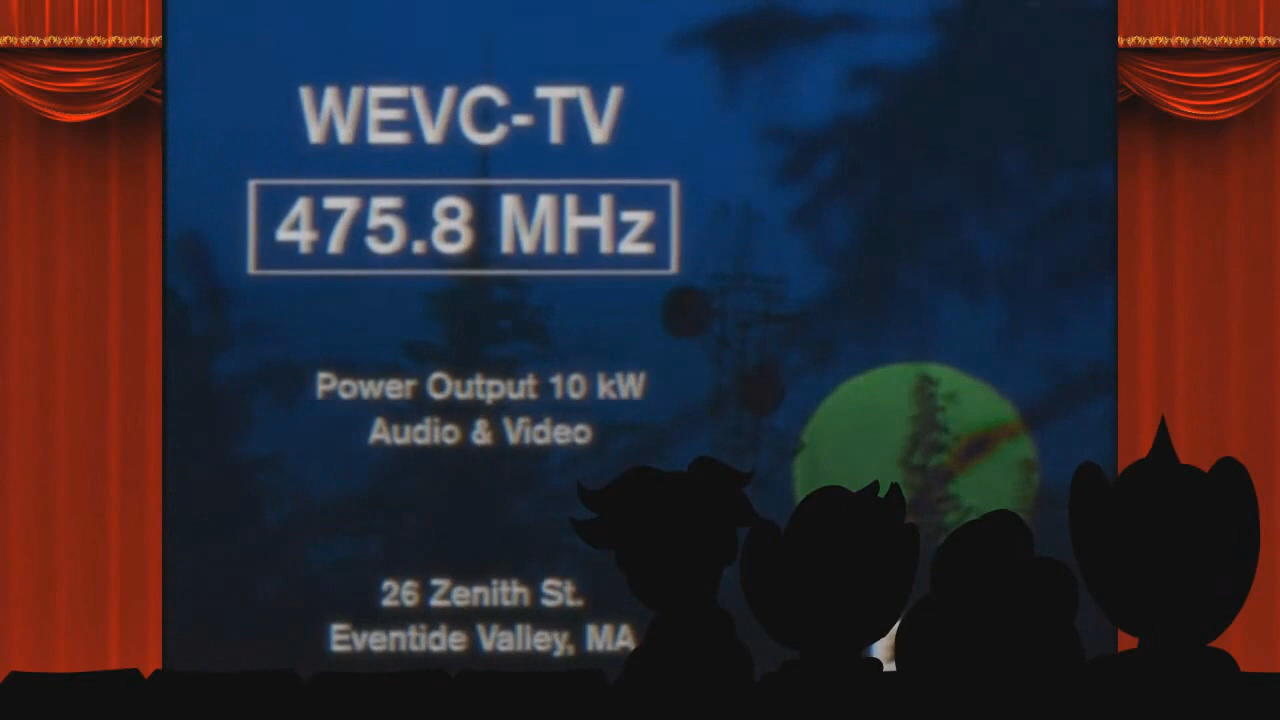 WEVC-TV
475.8 MHz
Power Output 10 kW
Audio & Video
26 Zenith St.
Eventide Valley, MA